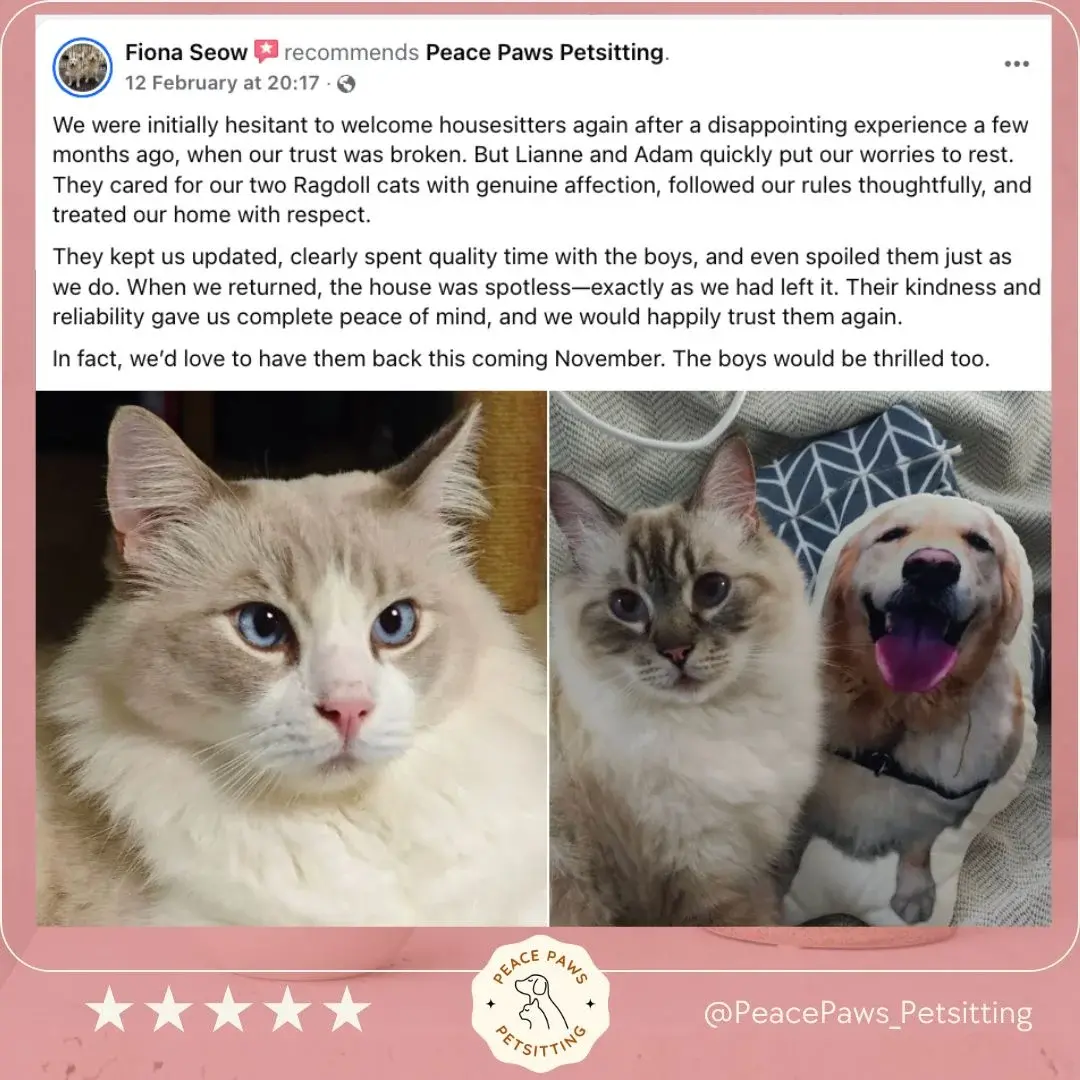 Fiona Seow recommends Peace Paws Petsitting.
12 February at 20:17 ·
We were initially hesitant to welcome housesitters again after a disappointing experience a few
months ago, when our trust was broken. But Lianne and Adam quickly put our worries to rest.
They cared for our two Ragdoll cats with genuine affection, followed our rules thoughtfully, and
treated our home with respect.
They kept us updated, clearly spent quality time with the boys, and even spoiled them just as
we do. When we returned, the house was spotless—exactly as we had left it. Their kindness and
reliability gave us complete peace of mind, and we would happily trust them again.
In fact, we’d love to have them back this coming November. The boys would be thrilled too.
PEACE PAWS
PETSITTING
@PeacePaws_Petsitting